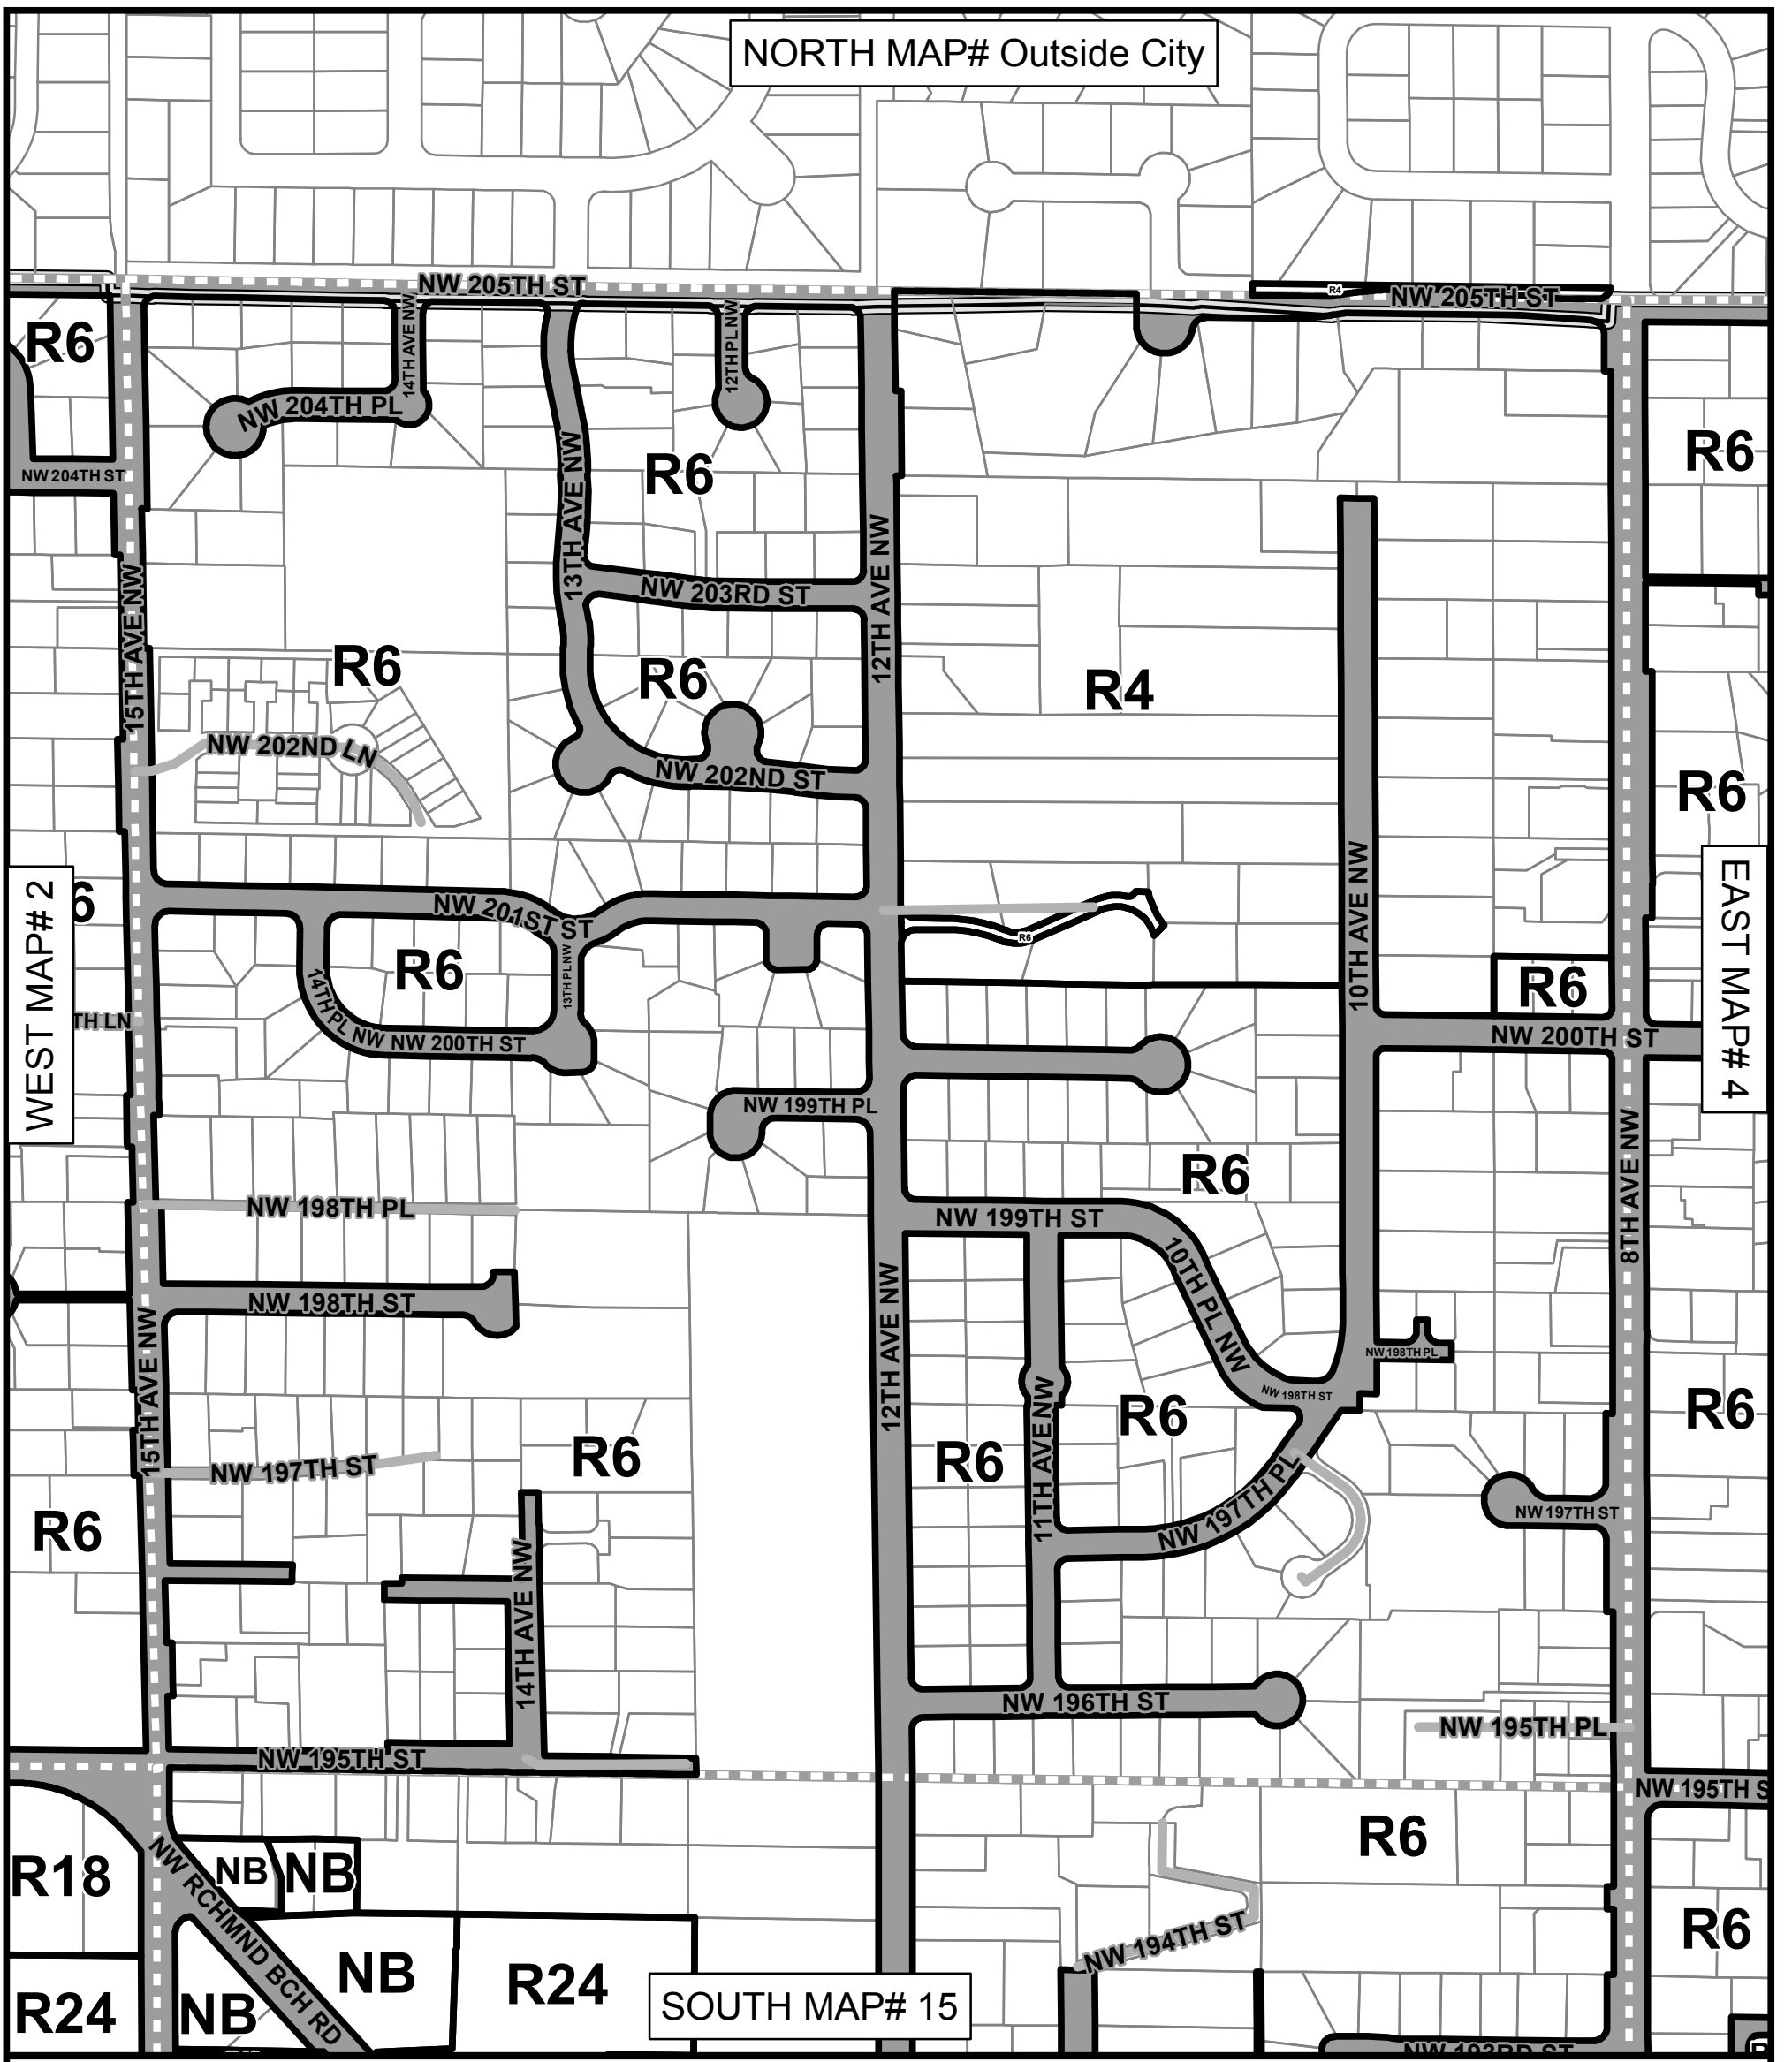 NORTH MAP# Outside City
NW 205TH ST
R4
NW 205TH ST
R6
14TH AVE NW
12TH PL NW
NW 204TH PL
R6
R6
NW 204TH ST
13TH AVE NW
12TH AVE NW
NW 203RD ST
15TH AVE NW
R6
R6
R4
NW 202ND LN
NW 202ND ST
R6
WEST MAP# 2
6
EAST MAP# 4
NW 201ST ST
R6
10TH AVE NW
R6
13TH PL NW
14TH PL NW
R6
TH LN
NW 200TH ST
NW 200TH ST
NW 199TH PL
8TH AVE NW
R6
NW 198TH PL
NW 199TH ST
10TH PL NW
NW 198TH ST
12TH AVE NW
15TH AVE NW
NW 198TH PL
NW 198TH ST
R6
R6
11TH AVE NW
R6
R6
NW 197TH ST
NW 197TH PL
NW 197TH ST
R6
14TH AVE NW
NW 196TH ST
NW 195TH PL
NW 195TH ST
NW 195TH S
R6
R18
NB
NB
NW RCHMND BCH RD
NW 194TH ST
R6
NB
R24
R24
NB
SOUTH MAP# 15
NW 193RD ST